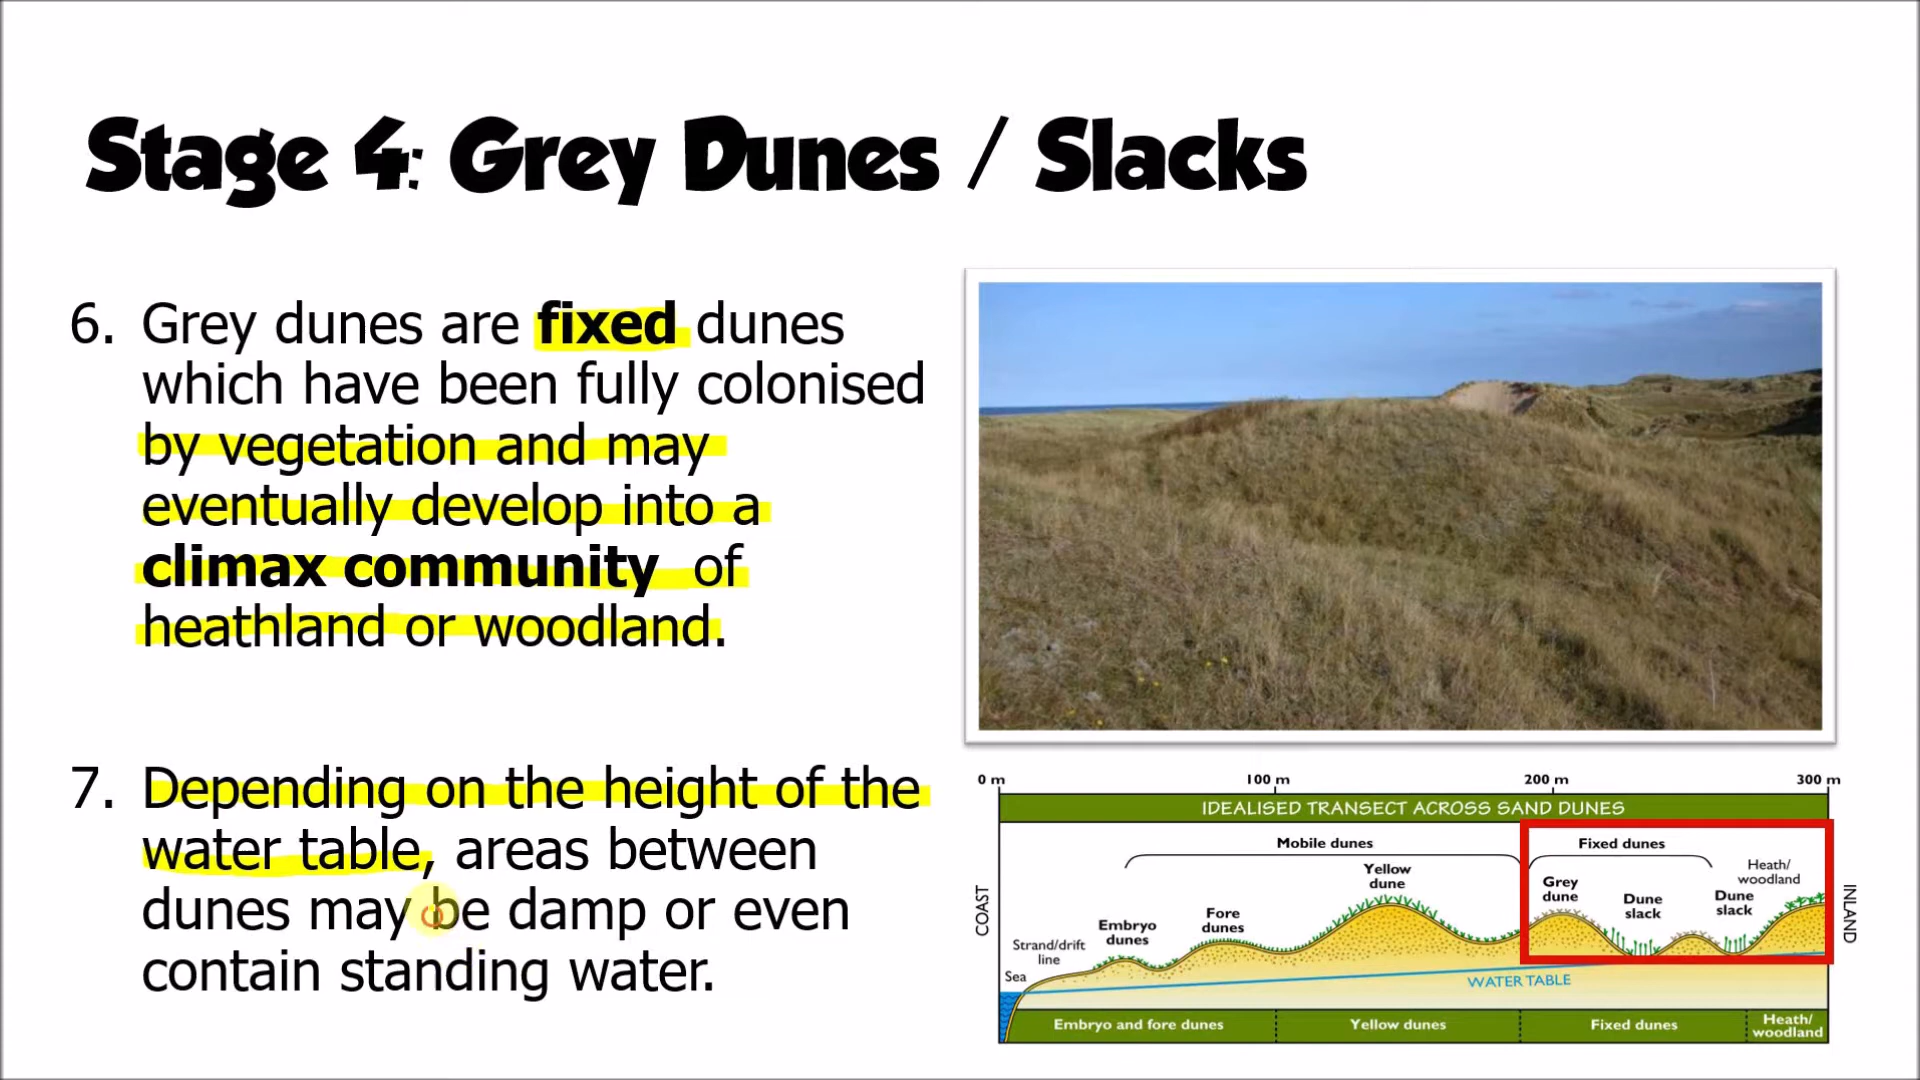 Stage 4: Grey Dunes / Slacks
6. Grey dunes are fixed dunes
which have been fully colonised
by vegetation and may
eventually develop into a
climax community of
heathland or woodland.
7. Depending on the height of the
water table, areas between
dunes may be damp or even
contain standing water.
0 m 100 m 200 m 300 m
IDEALISED TRANSECT ACROSS SAND DUNES
Mobile dunes
Fixed dunes
COAST
Sea
Strand/drift
line
Embryo
dunes
Fore
dunes
Yellow
dune
Grey
dune
Dune
slack
Dune
slack
Heath/
woodland
INLAND
WATER TABLE
Embryo and fore dunes
Yellow dunes
Fixed dunes
Heath/
woodland